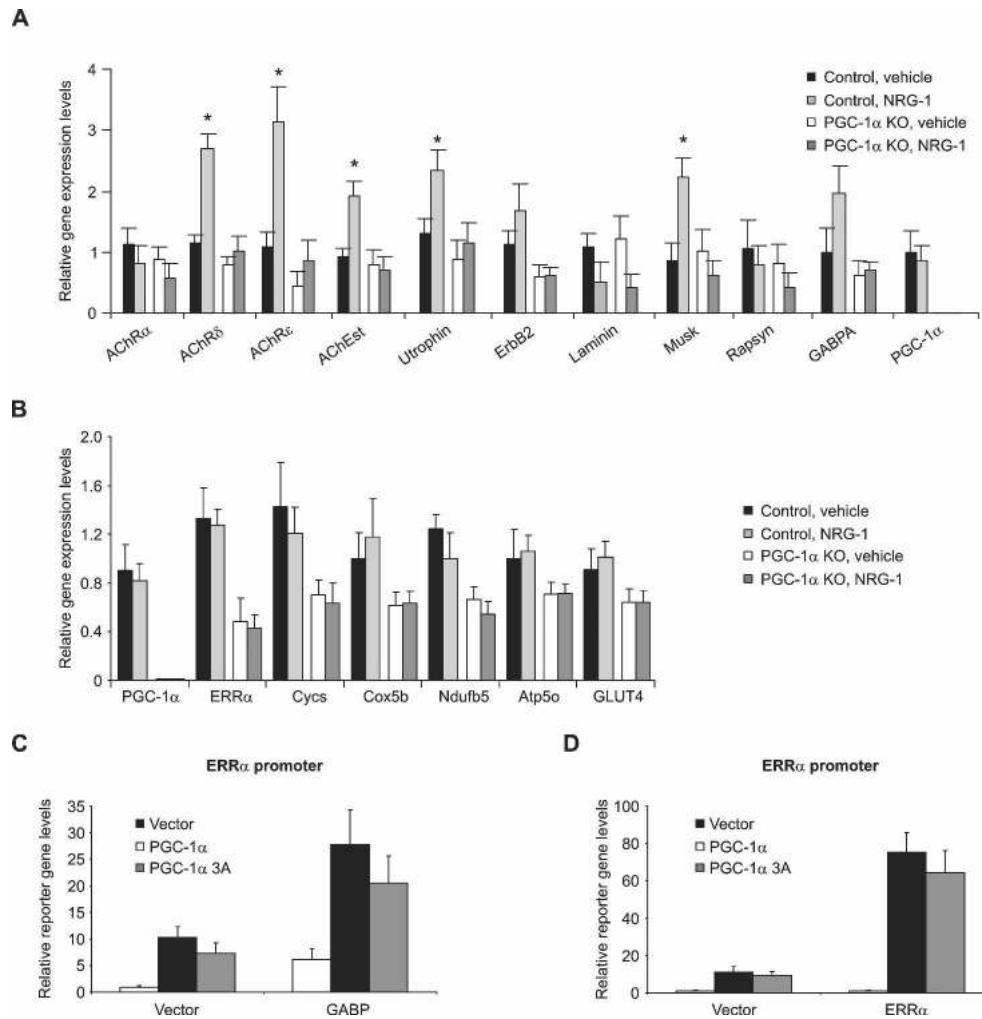 A
Relative gene expression levels
4
3
2
1
0
* * * * *
Control, vehicle
Control, NRG-1
PGC-1α KO, vehicle
PGC-1α KO, NRG-1
AChRα AChRδ AChRε AChEst Utrophin ErbB2 Laminin Musk Rapsyn GABPA PGC-1α
B
Relative gene expression levels
2.0
1.6
1.2
0.8
0.4
0
Control, vehicle
Control, NRG-1
PGC-1α KO, vehicle
PGC-1α KO, NRG-1
PGC-1α ERRα Cycs Cox5b Ndufb5 Atp5o GLUT4
C
ERRα promoter
Relative reporter gene levels
35
30
25
20
15
10
5
0
Vector
PGC-1α
PGC-1α 3A
Vector GABP
D
ERRα promoter
Relative reporter gene levels
100
80
60
40
20
0
Vector
PGC-1α
PGC-1α 3A
Vector ERRα